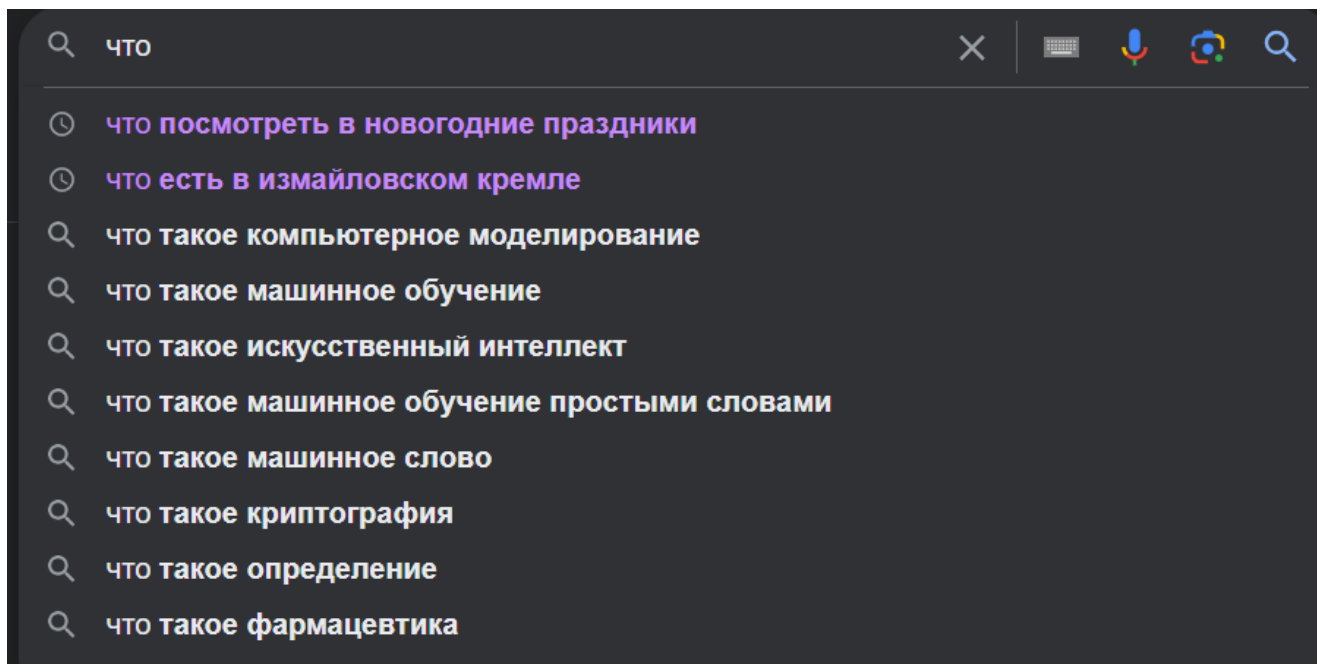 что
что посмотреть в новогодние праздники
что есть в измайловском кремле
что такое компьютерное моделирование
что такое машинное обучение
что такое искусственный интеллект
что такое машинное обучение простыми словами
что такое машинное слово
что такое криптография
что такое определение
что такое фармацевтика